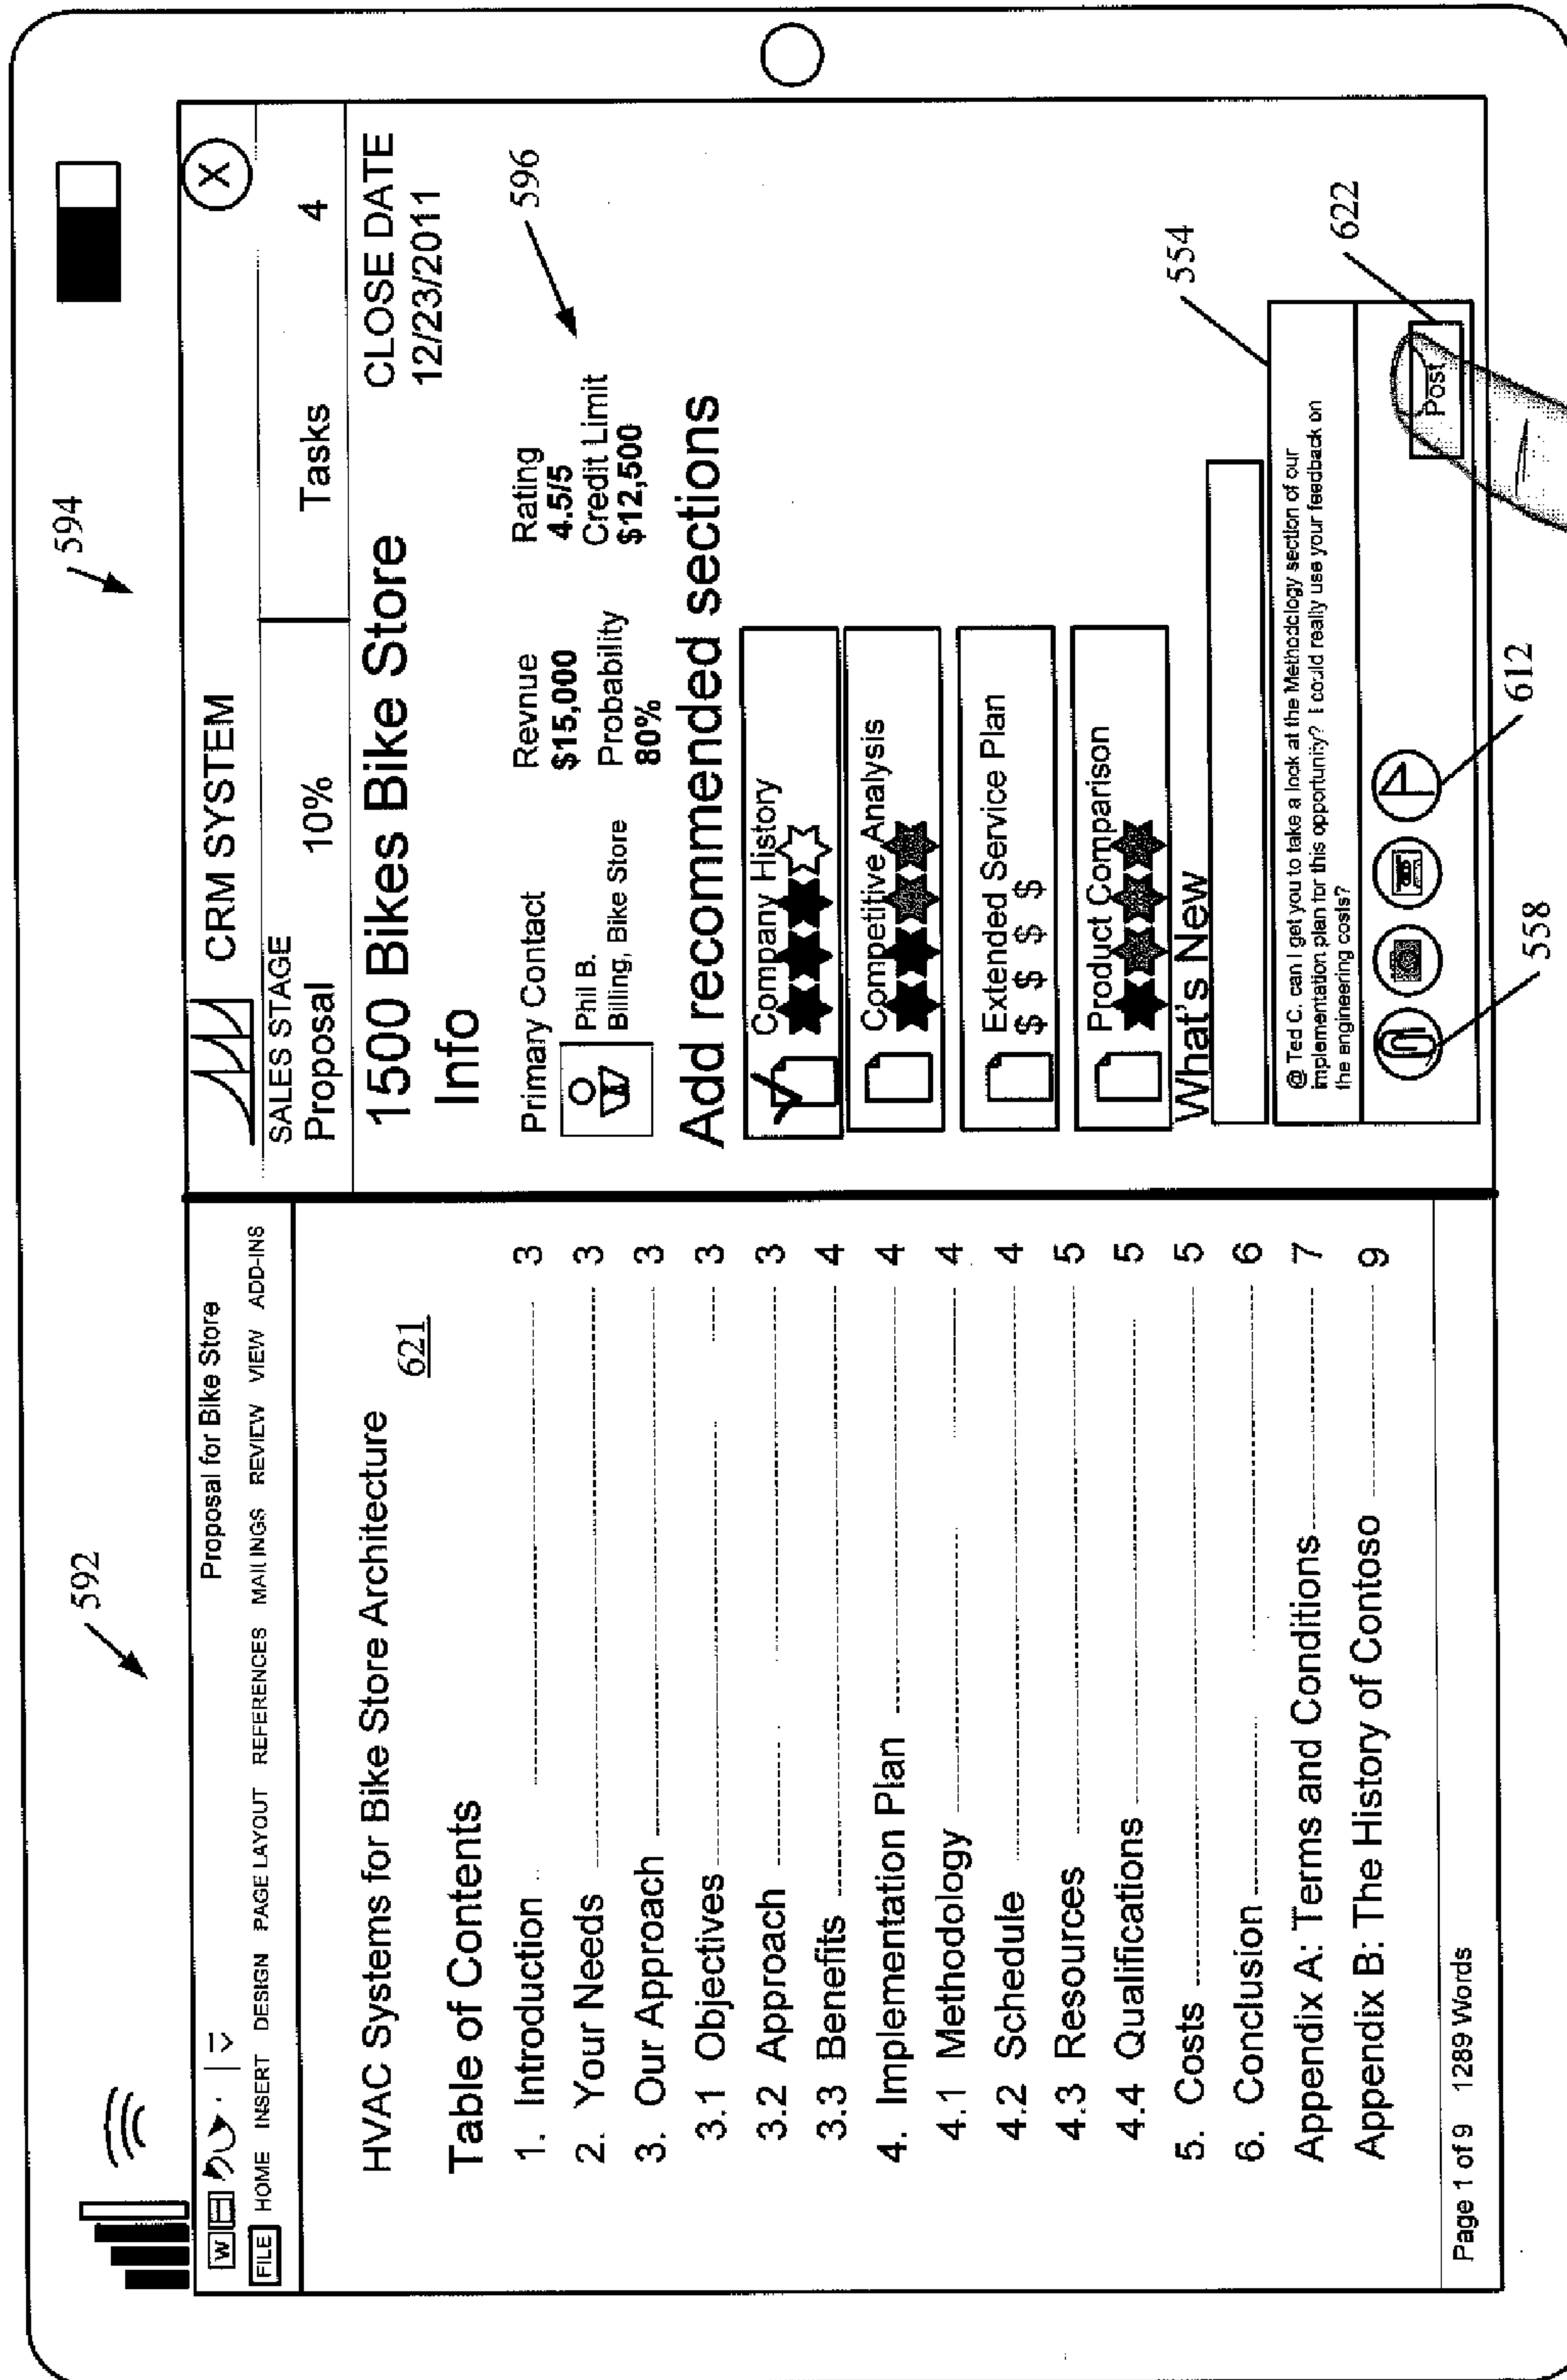 592
594
W
Proposal for Bike Store
FILE HOME INSERT DESIGN PAGE LAYOUT REFERENCES MAILINGS REVIEW VIEW ADD-INS
HVAC Systems for Bike Store Architecture
621
Table of Contents
1. Introduction 3
2. Your Needs 3
3. Our Approach 3
3.1 Objectives 3
3.2 Approach 3
3.3 Benefits 4
4. Implementation Plan 4
4.1 Methodology 4
4.2 Schedule 4
4.3 Resources 5
4.4 Qualifications 5
5. Costs 5
6. Conclusion 6
Appendix A: Terms and Conditions 7
Appendix B: The History of Contoso 9
Page 1 of 9 1289 Words
CRM SYSTEM
X
SALES STAGE
Proposal 10% Tasks 4
1500 Bikes Bike Store
CLOSE DATE
12/23/2011
Info
596
Primary Contact
Phil B.
Billing, Bike Store
Revnue
$15,000
Probability
80%
Rating
4.5/5
Credit Limit
$12,500
Add recommended sections
Company History
Competitive Analysis
Extended Service Plan
$ $ $ $
Product Comparison
What's New
554
@ Ted C. can I get you to take a look at the Methodology section of our
implementation plan for this opportunity? I could really use your feedback on
the engineering costs?
Post
622
558
612